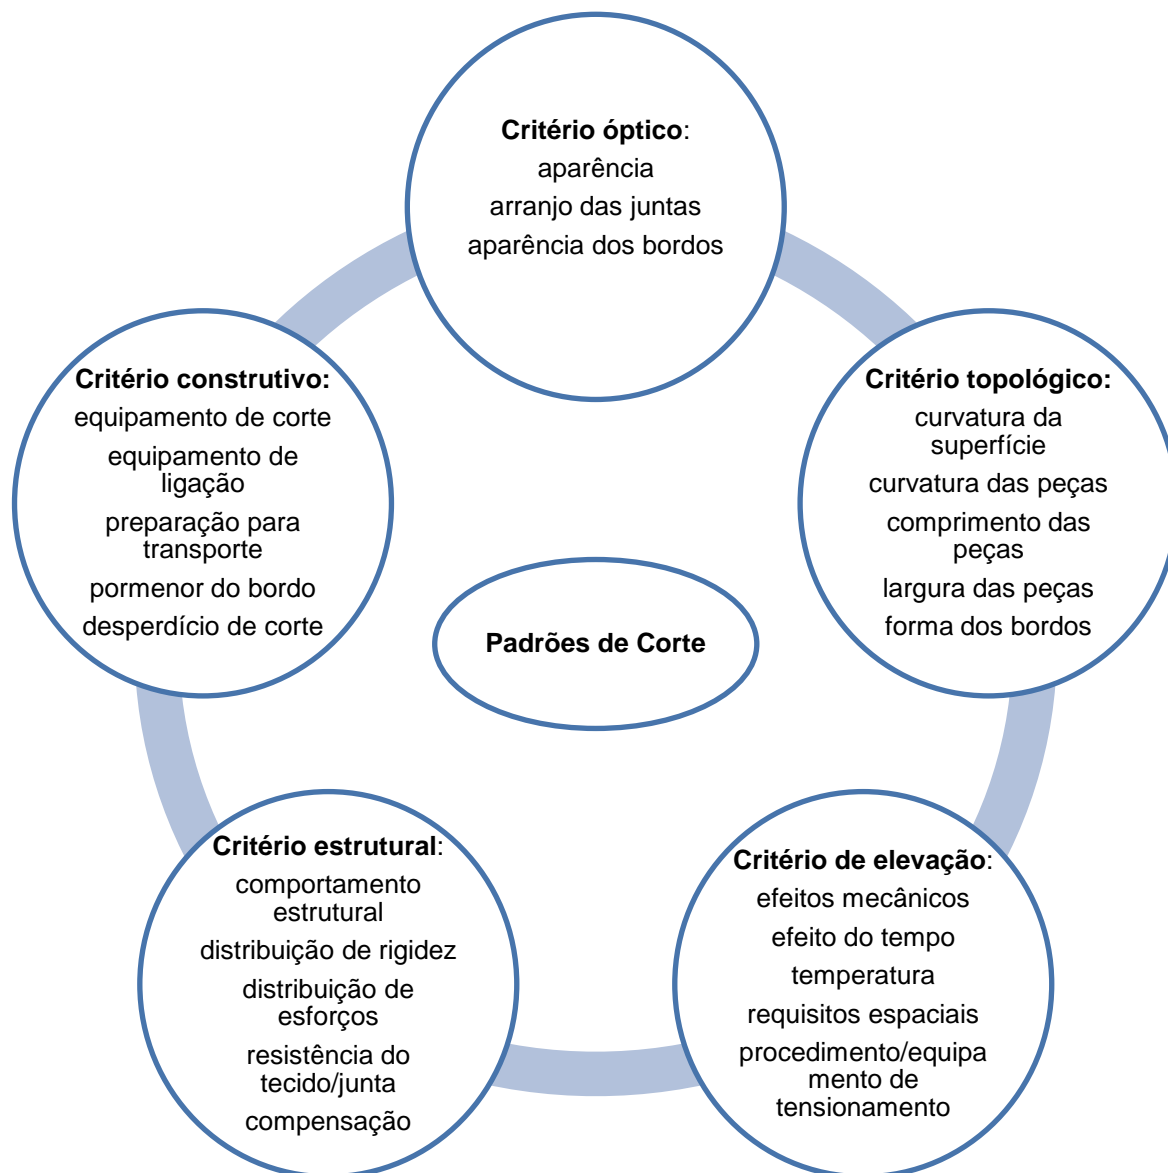 Critério óptico:
aparência
arranjo das juntas
aparência dos bordos
Critério construtivo:
equipamento de corte
equipamento de
ligação
preparação para
transporte
pormenor do bordo
desperdício de corte
Critério topológico:
curvatura da
superfície
curvatura das peças
comprimento das
peças
largura das peças
forma dos bordos
Padrões de Corte
Critério estrutural:
comportamento
estrutural
distribuição de rigidez
distribuição de
esforços
resistência do
tecido/junta
compensação
Critério de elevação:
efeitos mecânicos
efeito do tempo
temperatura
requisitos espaciais
procedimento/equipa
mento de
tensionamento